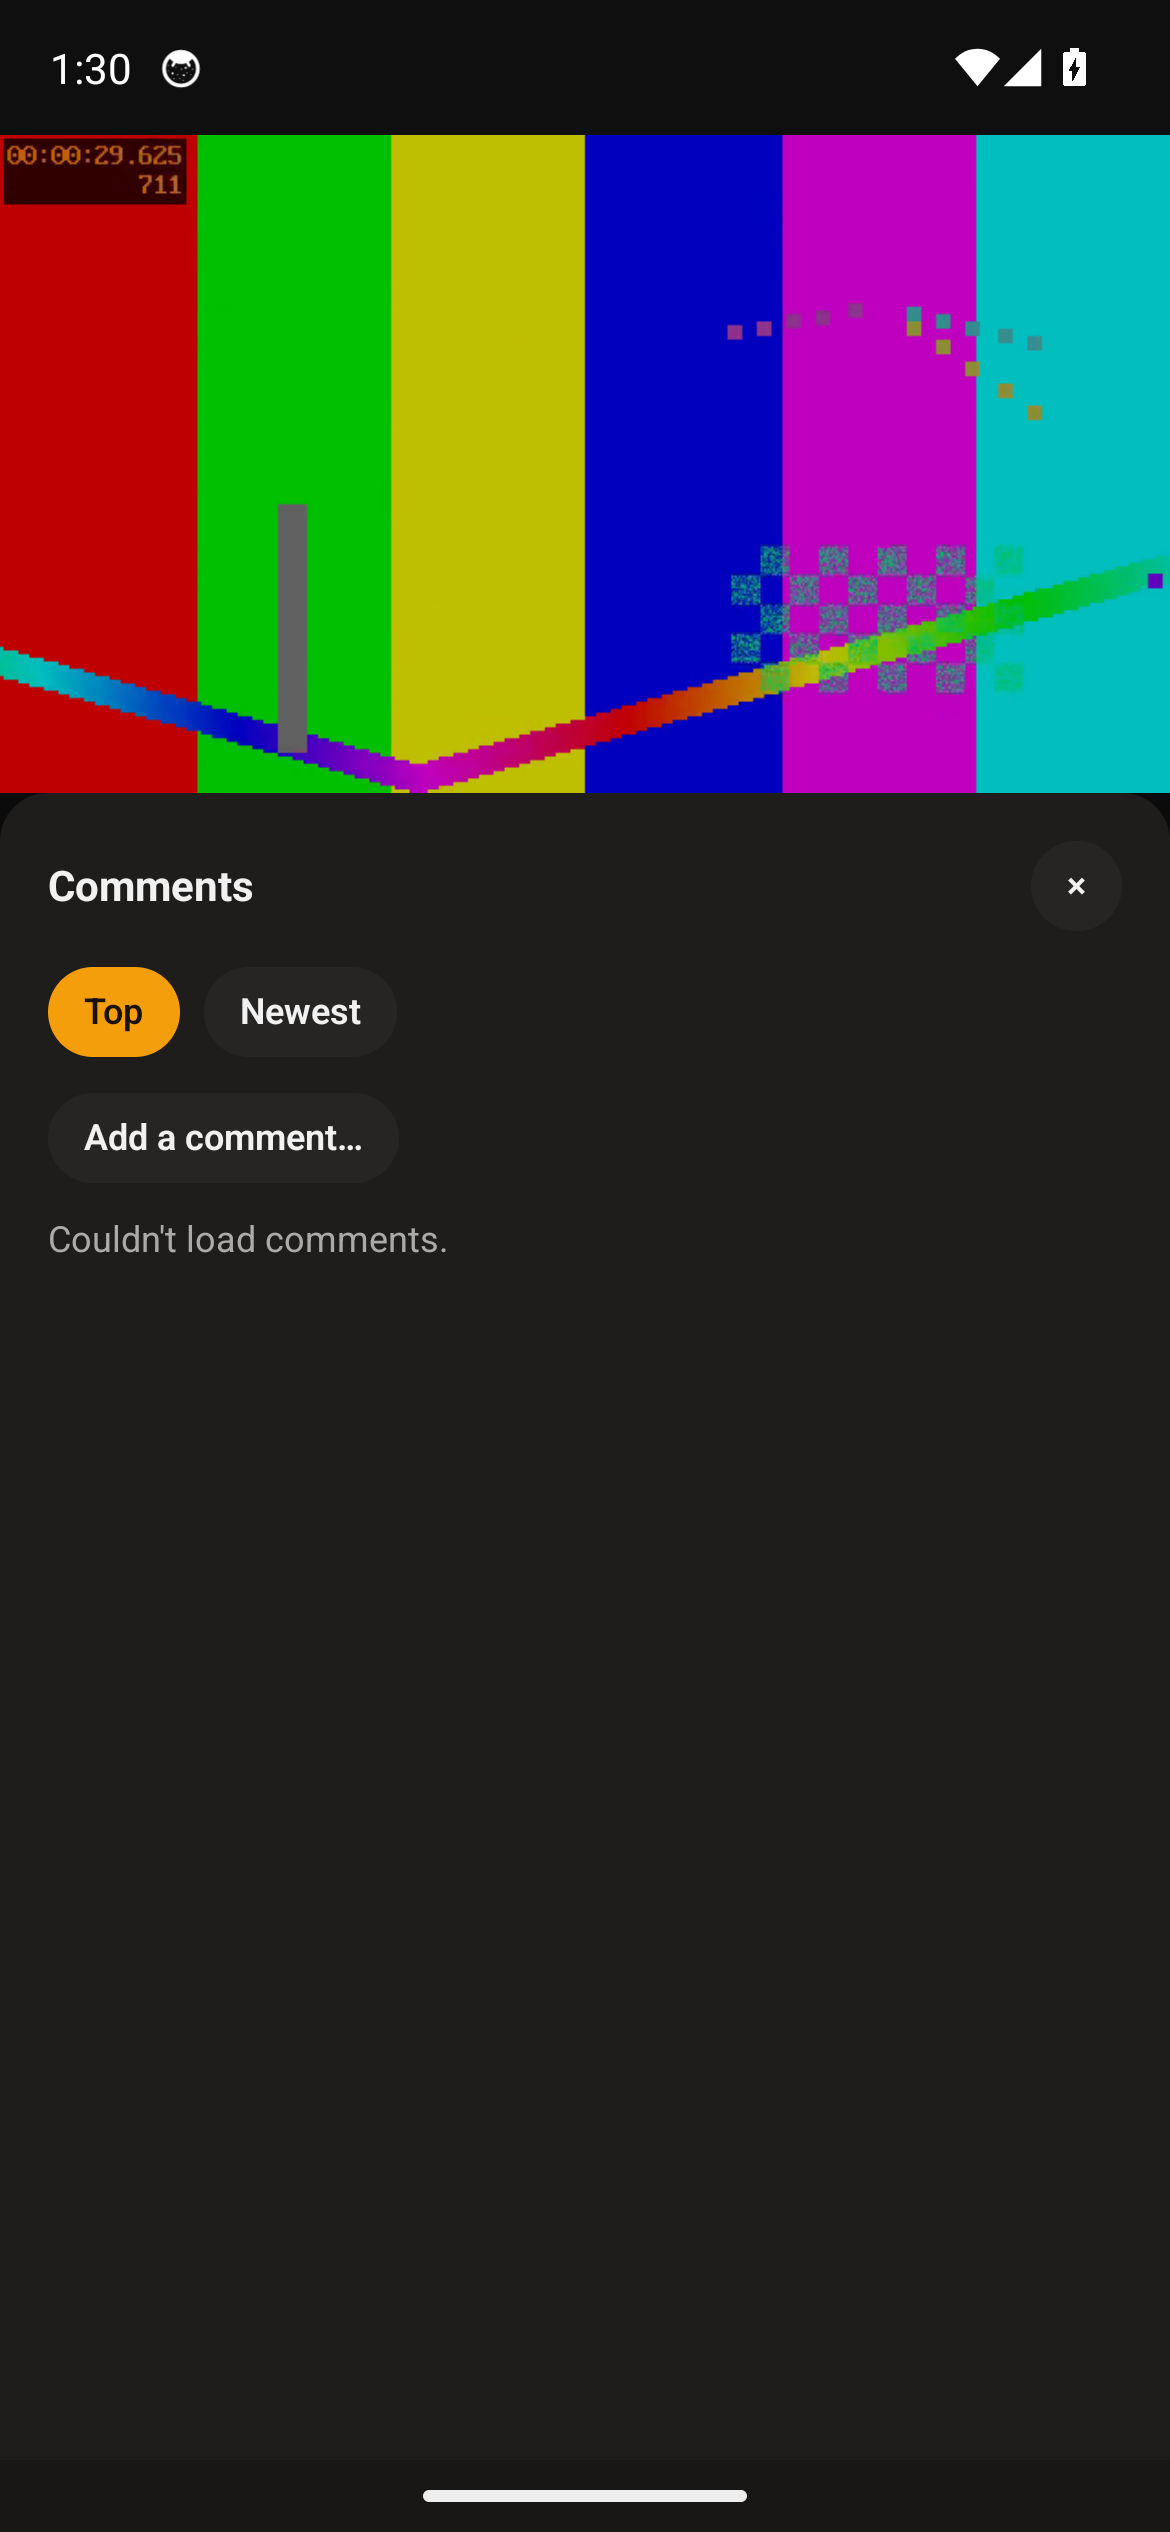 1:30
00:00:29.625
711
Comments
×
Top
Newest
Add a comment…
Couldn't load comments.